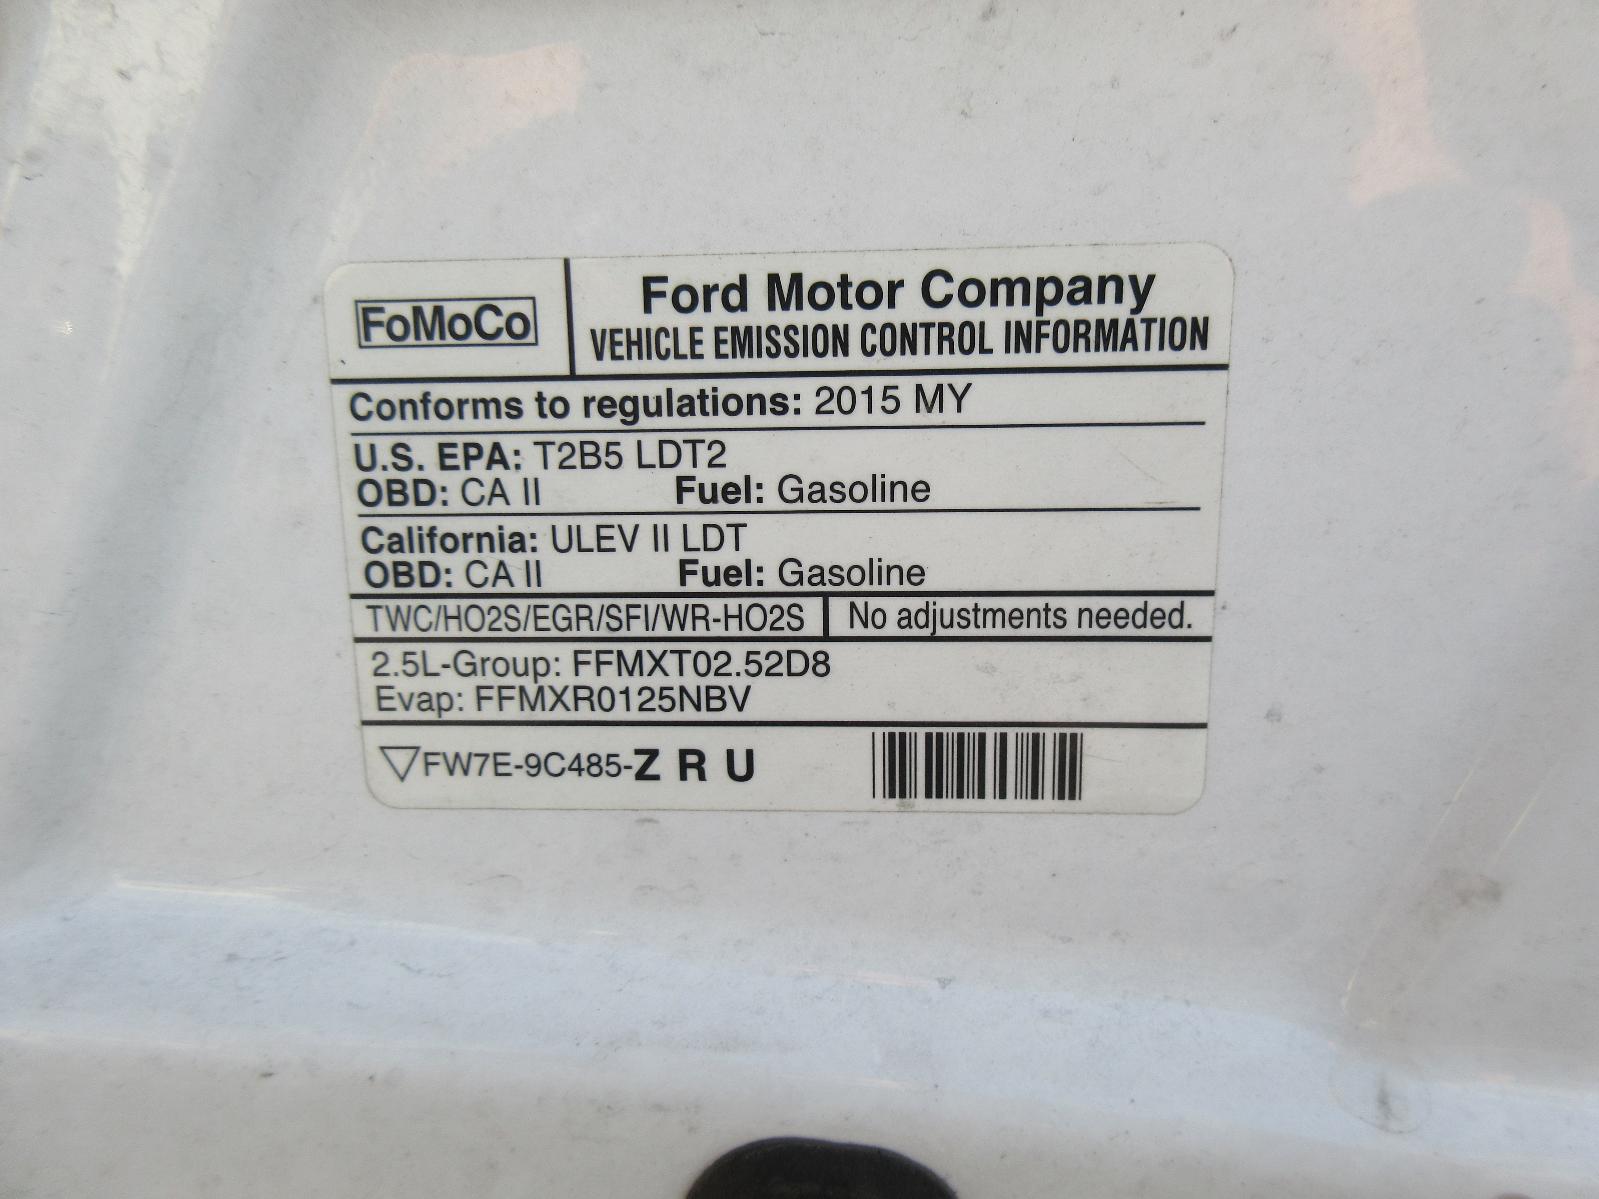 FoMoCo
Ford Motor Company
VEHICLE EMISSION CONTROL INFORMATION
Conforms to regulations: 2015 MY
U.S. EPA: T2B5 LDT2
OBD: CA II Fuel: Gasoline
California: ULEV II LDT
OBD: CA II Fuel: Gasoline
TWC/HO2S/EGR/SFI/WR-HO2S No adjustments needed.
2.5L-Group: FFMXT02.52D8
Evap: FFMXR0125NBV
FW7E-9C485-Z R U